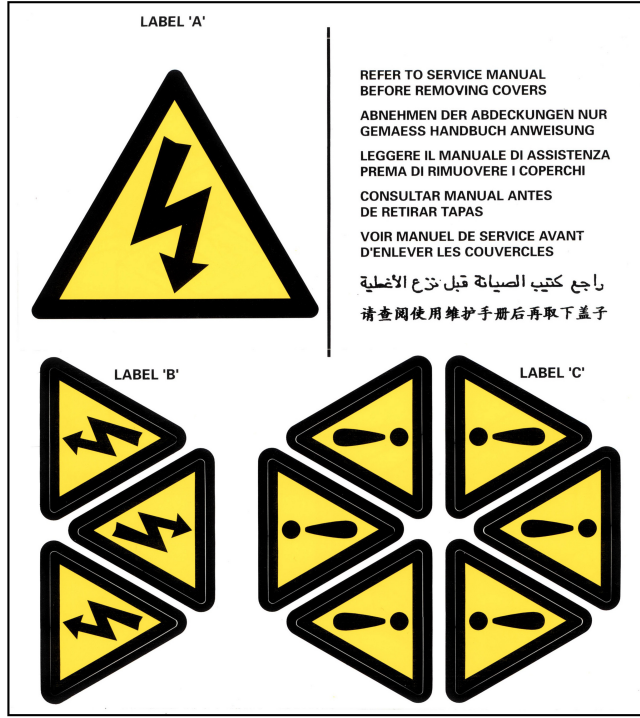 LABEL 'A'
REFER TO SERVICE MANUAL
BEFORE REMOVING COVERS
ABNEHMEN DER ABDECKUNGEN NUR
GEMAESS HANDBUCH ANWEISUNG
LEGGERE IL MANUALE DI ASSISTENZA
PREMA DI RIMUOVERE I COPERCHI
CONSULTAR MANUAL ANTES
DE RETIRAR TAPAS
VOIR MANUEL DE SERVICE AVANT
D'ENLEVER LES COUVERCLES
راجع كتيب الصيانة قبل نزع الأغطية
请查阅使用维护手册后再取下盖子
LABEL 'B'
LABEL 'C'